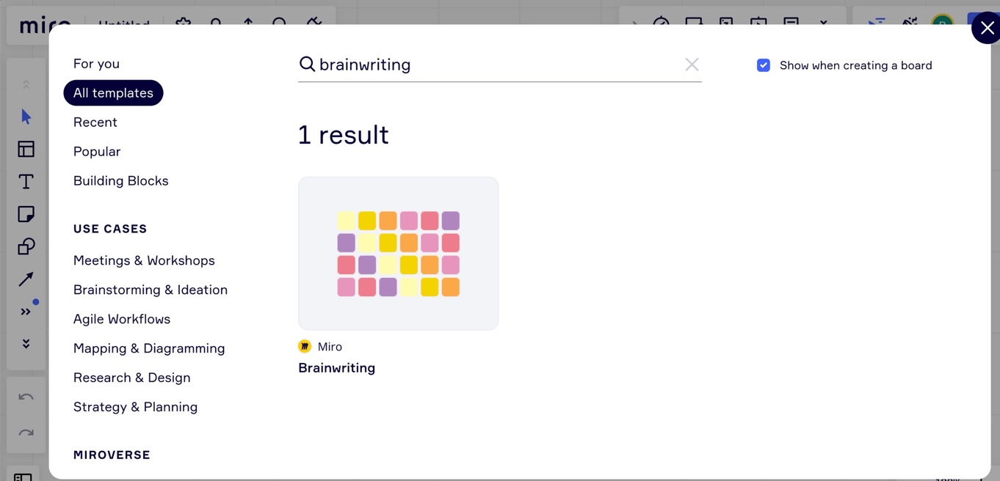 miro
Untitled
For you
All templates
Recent
Popular
Building Blocks
USE CASES
Meetings & Workshops
Brainstorming & Ideation
Agile Workflows
Mapping & Diagramming
Research & Design
Strategy & Planning
MIROVERSE
brainwriting
Show when creating a board
1 result
Miro
Brainwriting